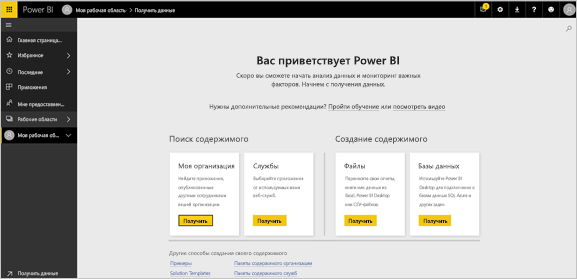 Power BI Моя рабочая область > Получить данные
Главная страница...
Избранное
Последние
Приложения
Мне предоставлен...
Рабочие области
Моя рабочая об...
Получить данные
Вас приветствует Power BI
Скоро вы сможете начать анализ данных и мониторинг важных
факторов. Начнем с получения данных.
Нужны дополнительные рекомендации? Пройти обучение или посмотреть видео
Поиск содержимого
Моя организация
Найдите приложения,
опубликованные
другими сотрудниками
вашей организации.
Получить
Службы
Выбирайте приложения
от используемых вами
веб-служб.
Получить
Создание содержимого
Файлы
Перенесите свои отчеты,
книги или данные из
Excel, Power BI Desktop
или CSV-файлов.
Получить
Базы данных
Используйте Power BI
Desktop для подключения к
базам данных SQL Azure и
другим
Получить
Другие способы создания своего содержимого
Примеры
Пакеты содержимого организации
Solution Templates
Пакеты содержимого служб